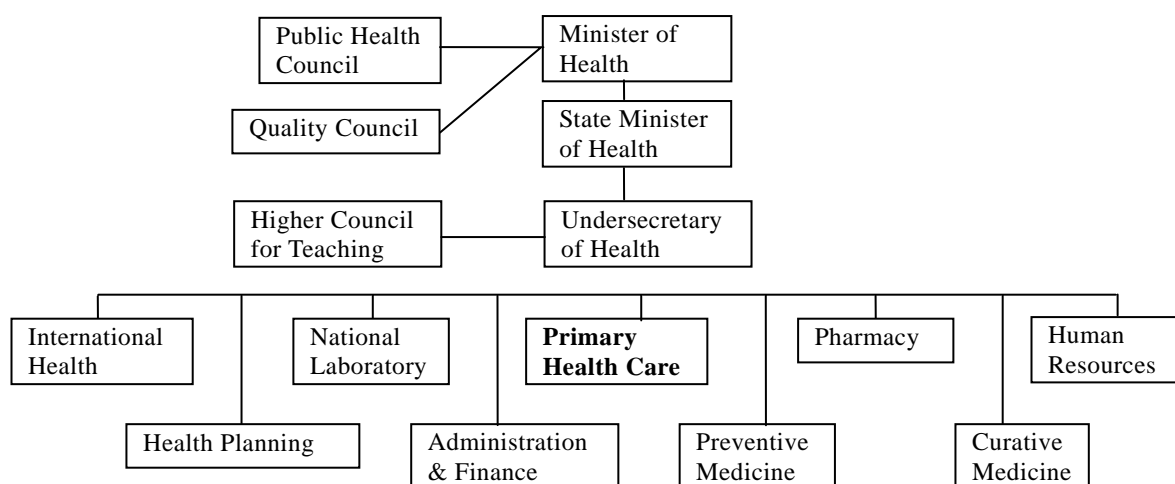 Public Health
Council
Minister of
Health
Quality Council
State Minister
of Health
Higher Council
for Teaching
Undersecretary
of Health
International
Health
National
Laboratory
Primary
Health Care
Pharmacy
Human
Resources
Health Planning
Administration
& Finance
Preventive
Medicine
Curative
Medicine